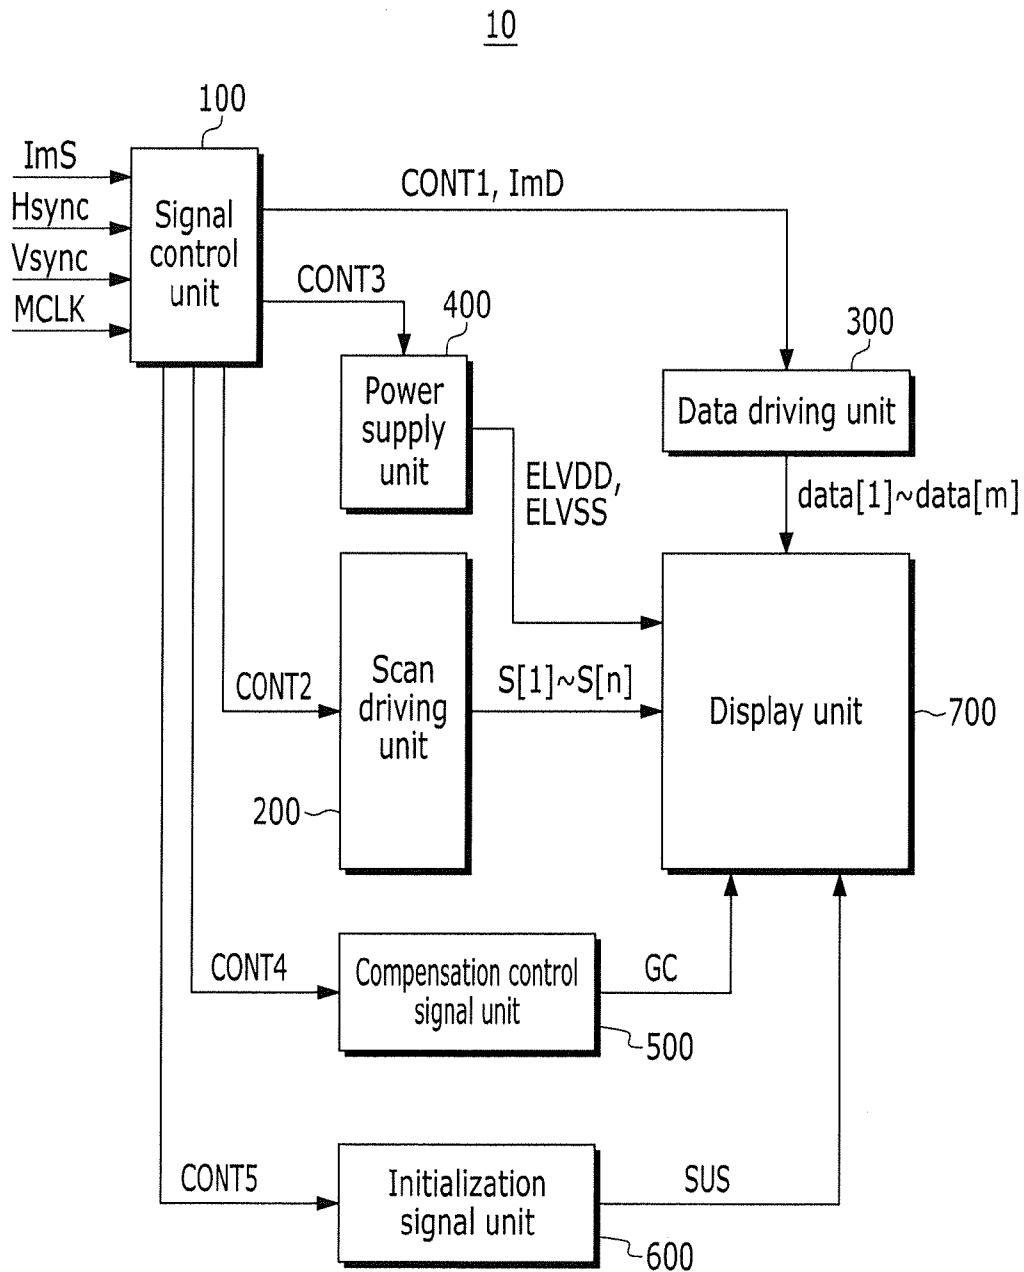 10
100
ImS
Hsync
Vsync
MCLK
Signal
control
unit
CONT1, ImD
CONT3
400
300
Power
supply
unit
Data driving unit
ELVDD,
ELVSS
data[1]~data[m]
Scan
driving
unit
CONT2
S[1]~S[n]
Display unit
700
200
CONT4
Compensation control
signal unit
GC
500
CONT5
Initialization
signal unit
SUS
600